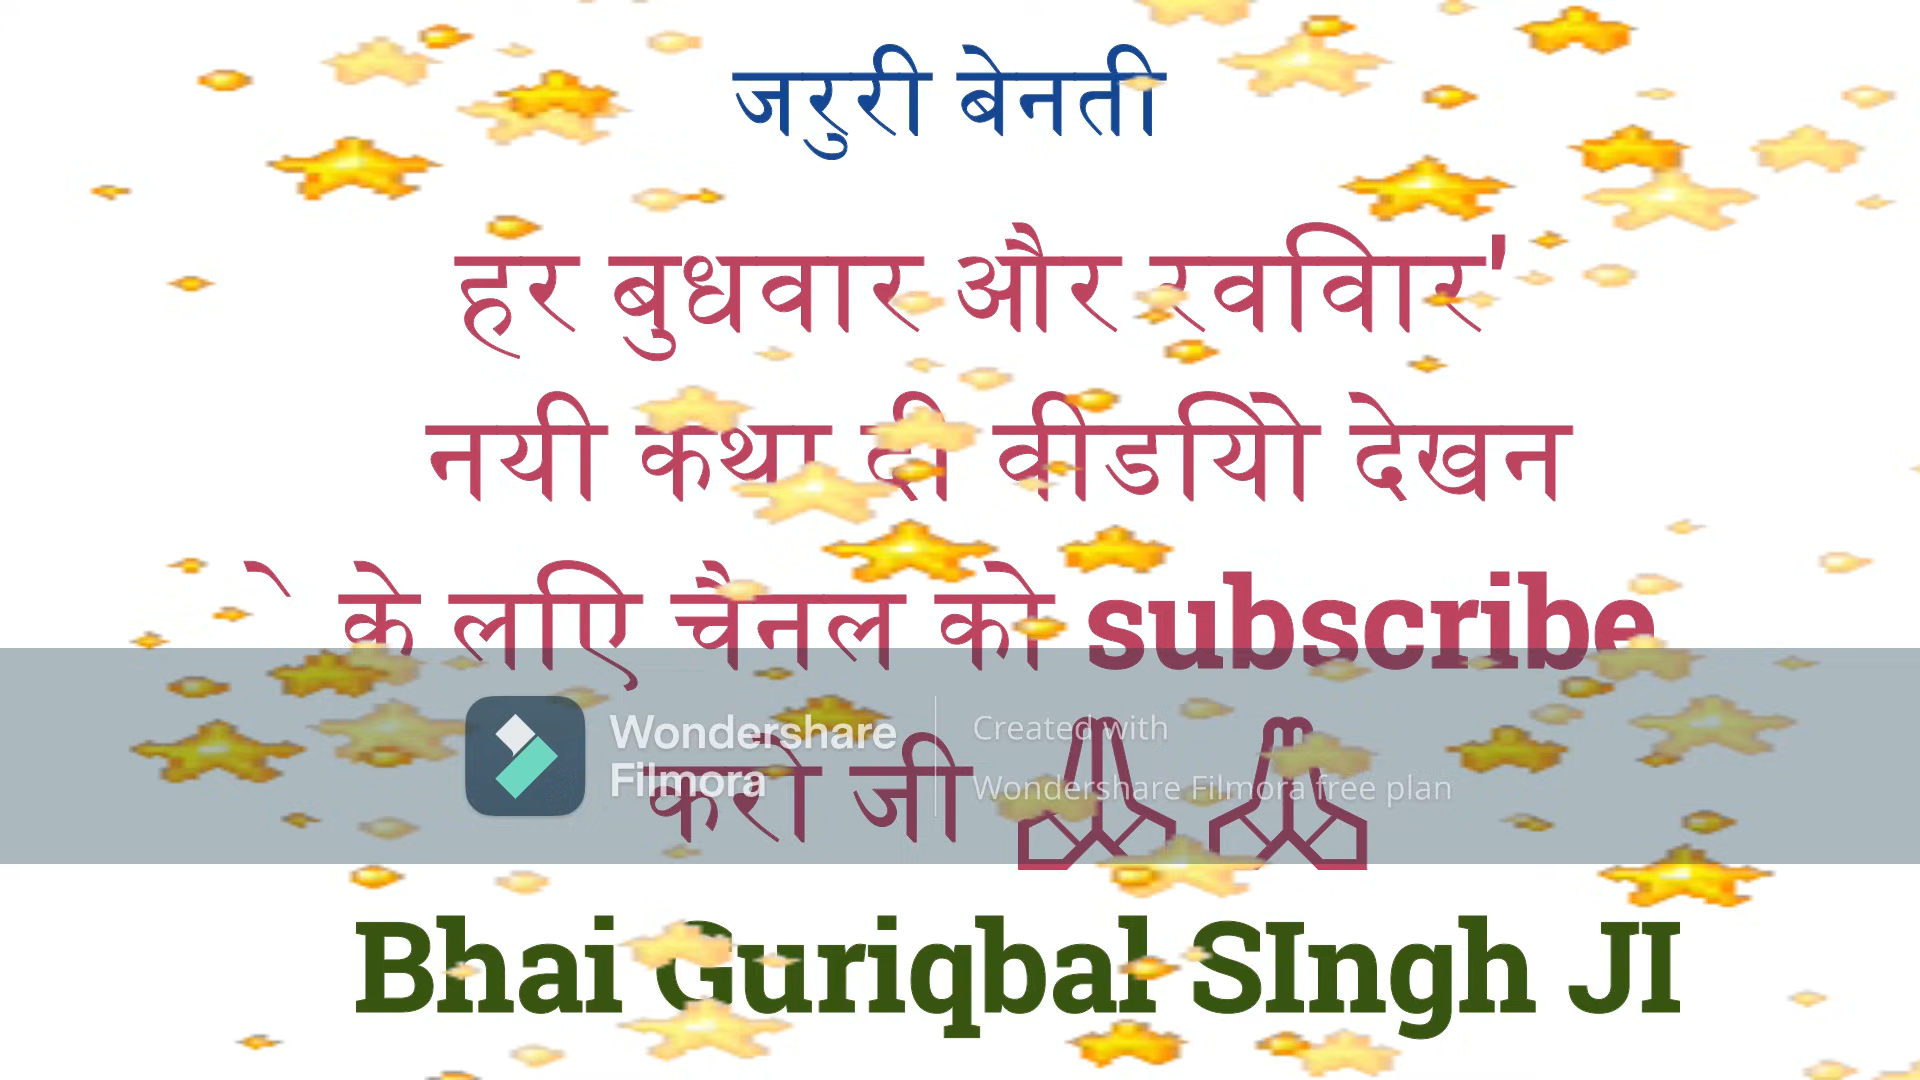 जरुरी बेनती
हर बुधवार और रविवार'
नयी कथा दी वीडियो देखन
े के लिए चैनल को subscribe
करो जी 🙏🙏
Wondershare Filmora
Created with
Wondershare Filmora free plan
Bhai Guriqbal SIngh JI